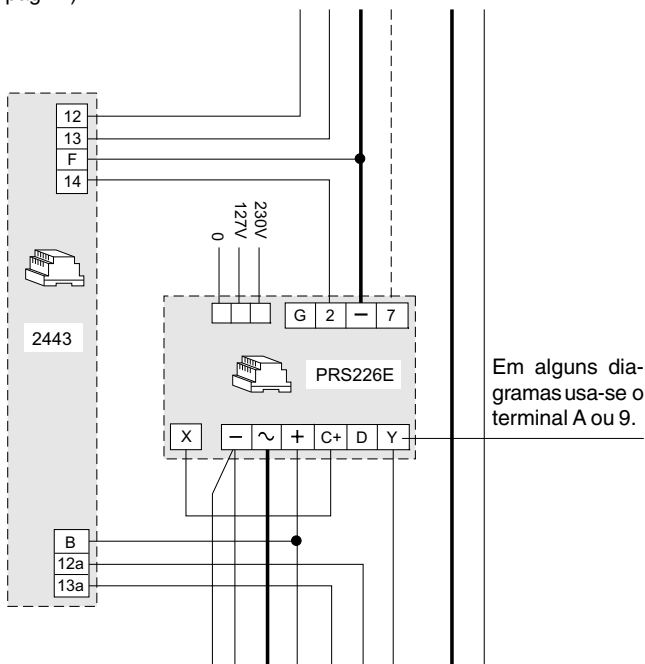 12
13
F
14
0
127V
230V
G 2 – 7
2443
PRS226E
Em alguns dia-
gramas usa-se o
terminal A ou 9.
X – ~ + C+ D Y
B
12a
13a